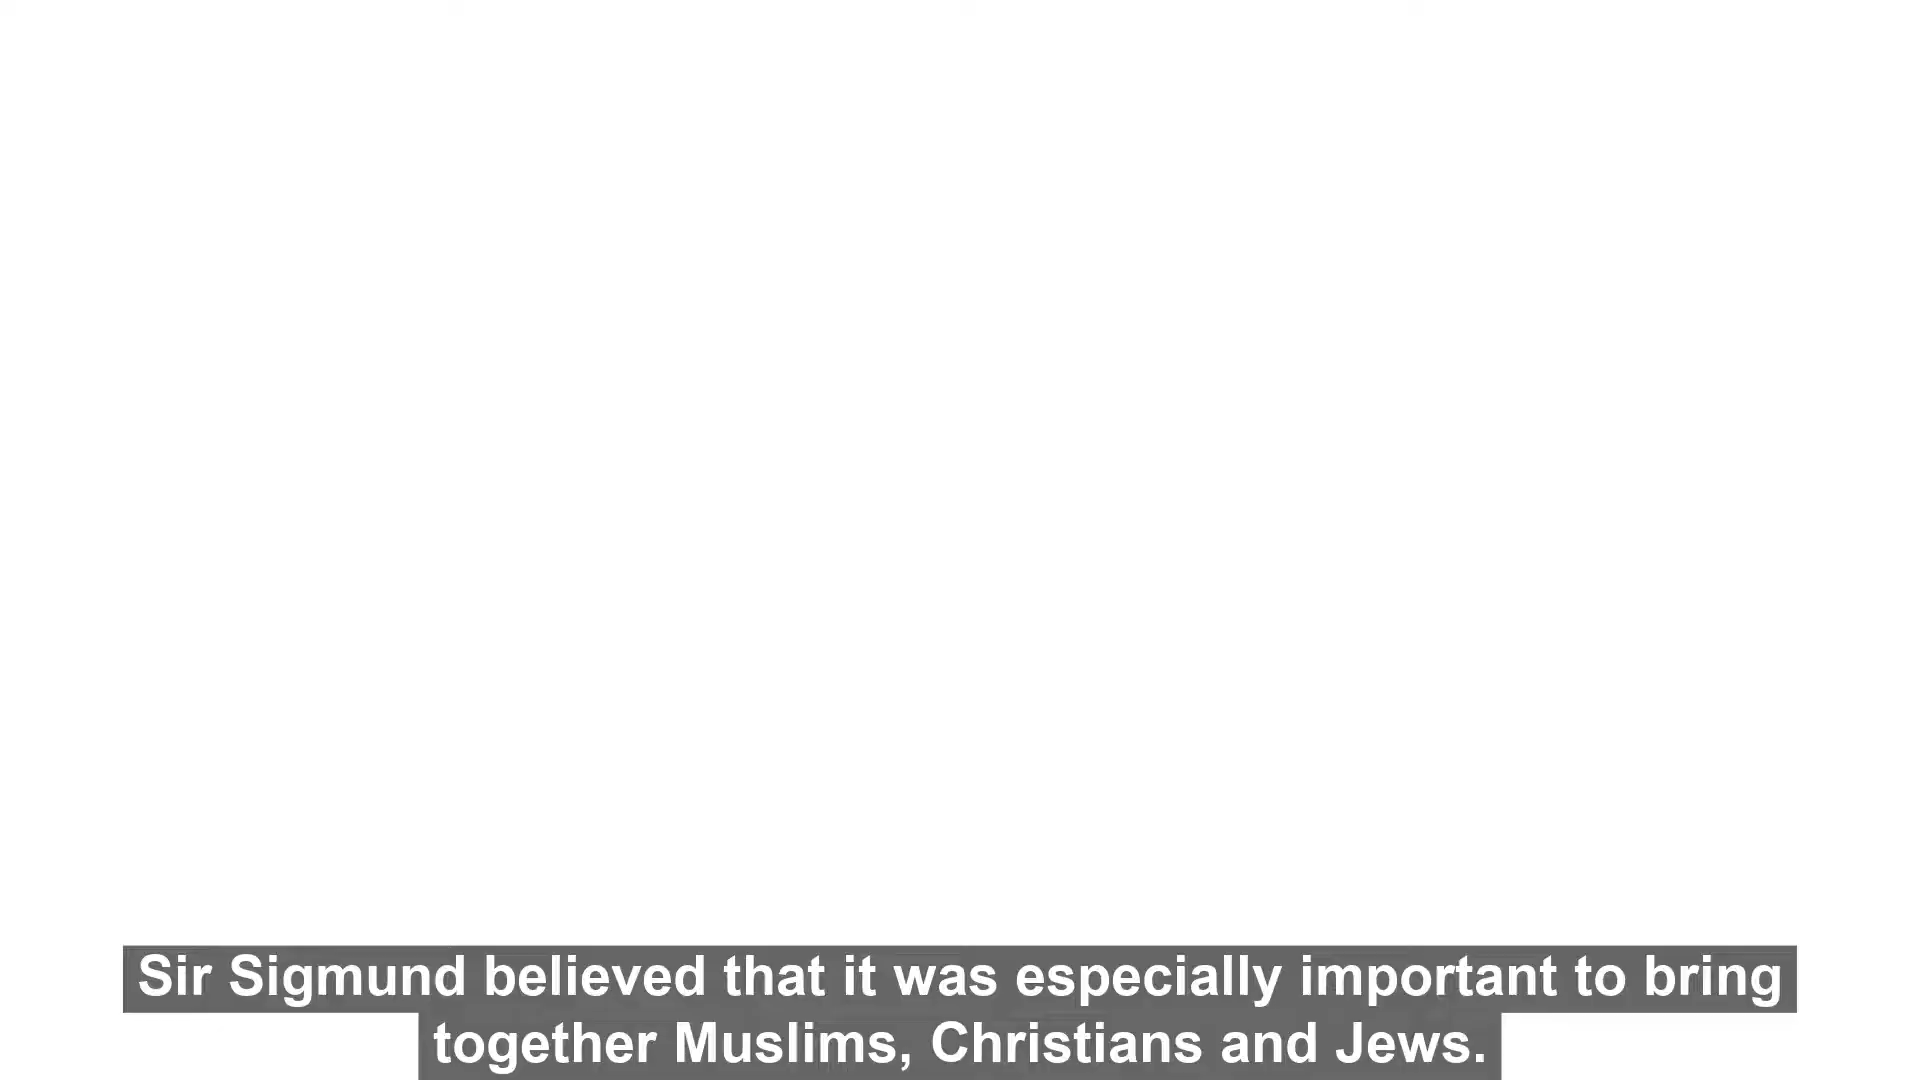 Sir Sigmund believed that it was especially important to bring
together Muslims, Christians and Jews.